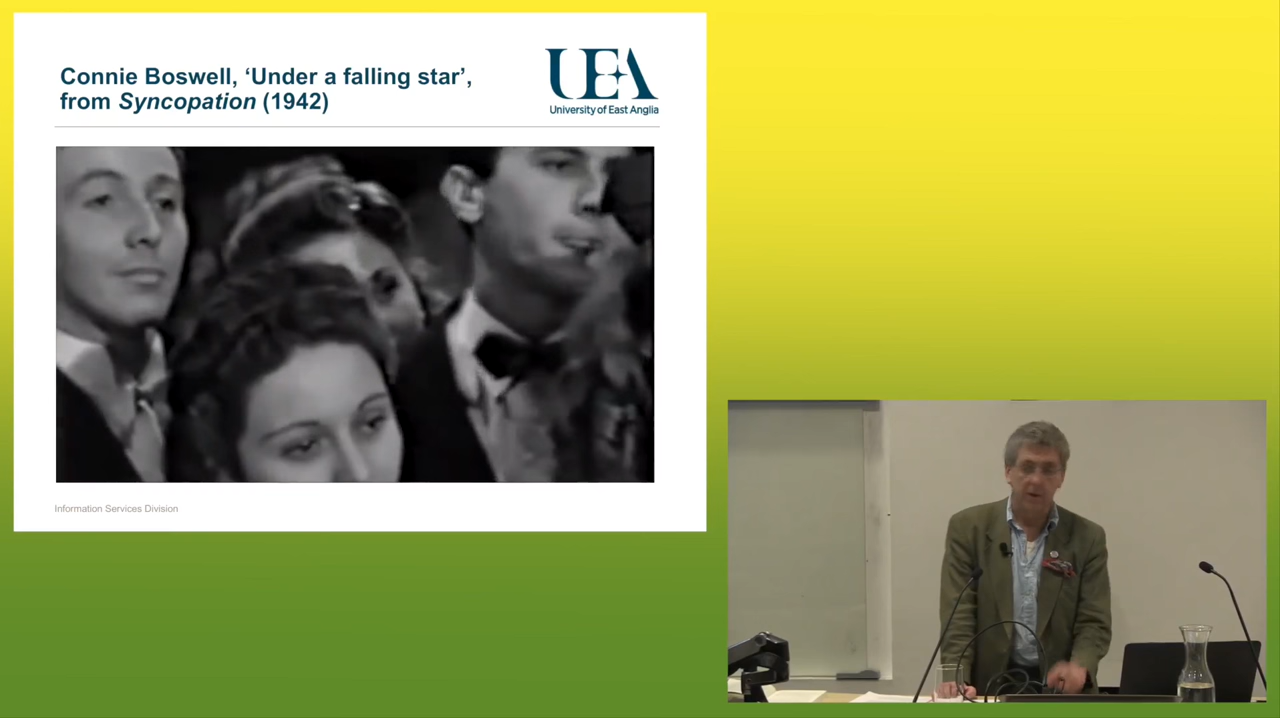 Connie Boswell, ‘Under a falling star’,
from Syncopation (1942)
UEA
University of East Anglia
Information Services Division